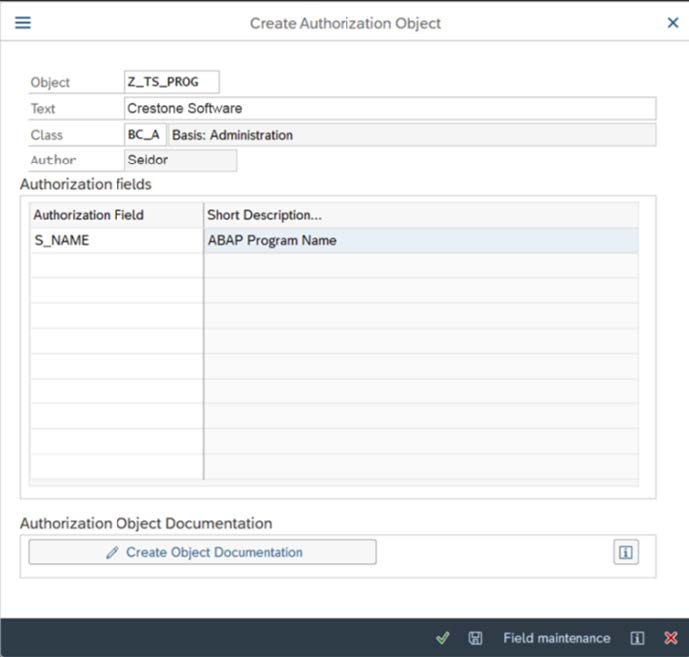 Create Authorization Object
Object Z_TS_PROG
Text Crestone Software
Class BC_A Basis: Administration
Author Seidor
Authorization fields
Authorization Field Short Description...
S_NAME ABAP Program Name
Authorization Object Documentation
Create Object Documentation
Field maintenance